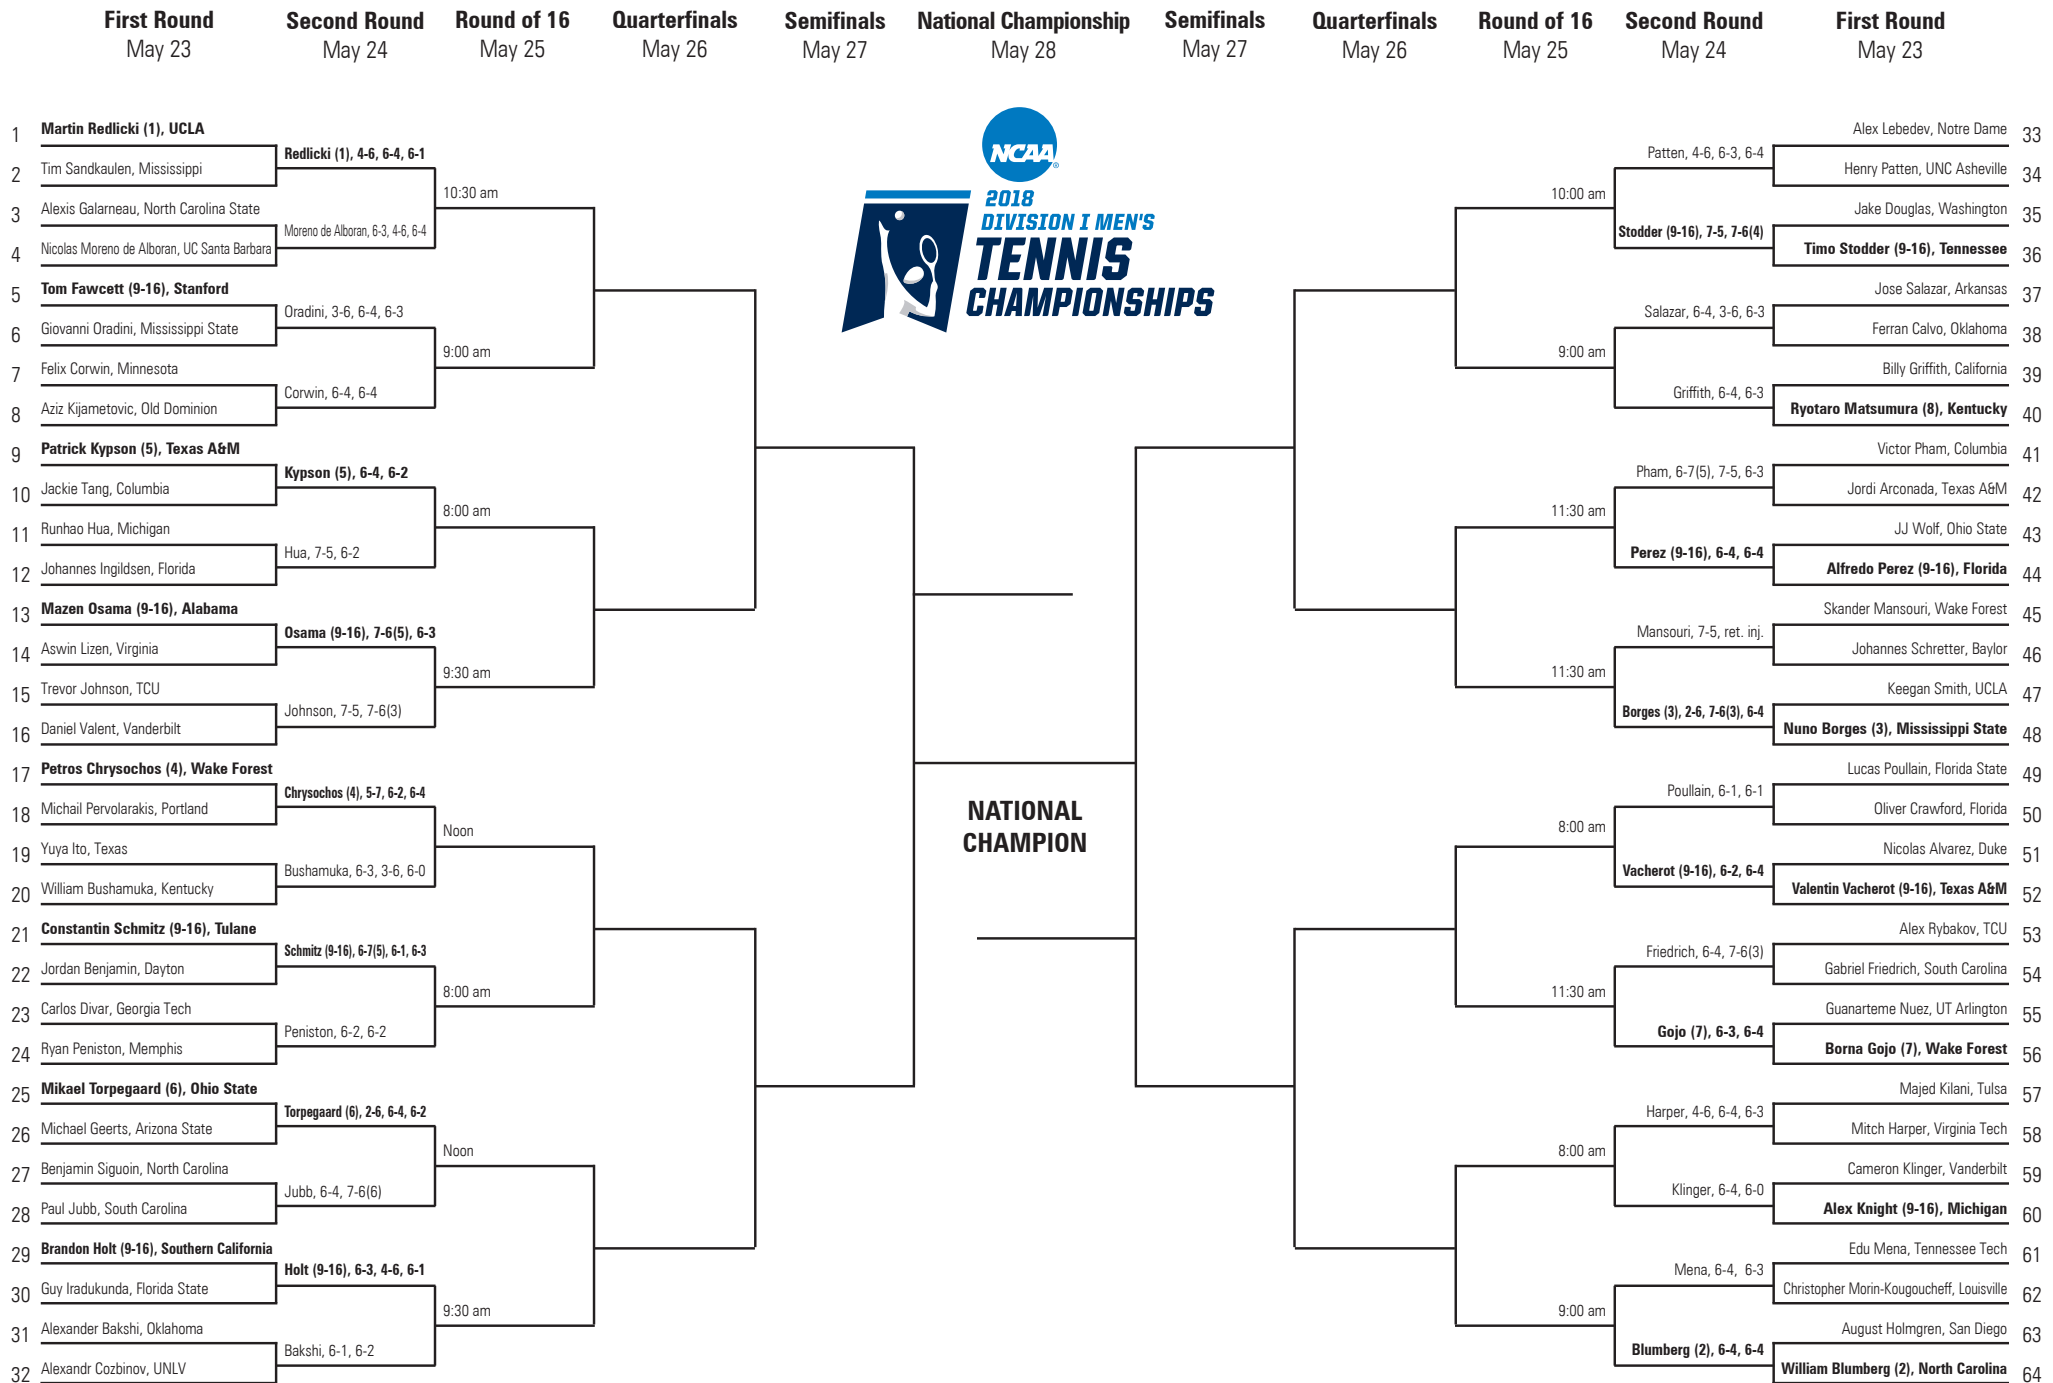 First Round Second Round Round of 16 Quarterfinals Semifinals National Championship Semifinals Quarterfinals Round of 16 Second Round First Round
May 23 May 24 May 25 May 26 May 27 May 28 May 27 May 26 May 25 May 24 May 23
NCAA
2018
DIVISION I MEN'S
TENNIS
CHAMPIONSHIPS
1 Martin Redlicki (1), UCLA
Redlicki (1), 4-6, 6-4, 6-1
2 Tim Sandkaulen, Mississippi
10:30 am
3 Alexis Galarneau, North Carolina State
Moreno de Alboran, 6-3, 4-6, 6-4
4 Nicolas Moreno de Alboran, UC Santa Barbara
5 Tom Fawcett (9-16), Stanford
Oradini, 3-6, 6-4, 6-3
6 Giovanni Oradini, Mississippi State
9:00 am
7 Felix Corwin, Minnesota
Corwin, 6-4, 6-4
8 Aziz Kijametovic, Old Dominion
9 Patrick Kypson (5), Texas A&M
Kypson (5), 6-4, 6-2
10 Jackie Tang, Columbia
8:00 am
11 Runhao Hua, Michigan
Hua, 7-5, 6-2
12 Johannes Ingildsen, Florida
13 Mazen Osama (9-16), Alabama
Osama (9-16), 7-6(5), 6-3
14 Aswin Lizen, Virginia
9:30 am
15 Trevor Johnson, TCU
Johnson, 7-5, 7-6(3)
16 Daniel Valent, Vanderbilt
17 Petros Chrysochos (4), Wake Forest
Chrysochos (4), 5-7, 6-2, 6-4
18 Michail Pervolarakis, Portland
Noon
19 Yuya Ito, Texas
Bushamuka, 6-3, 3-6, 6-0
20 William Bushamuka, Kentucky
21 Constantin Schmitz (9-16), Tulane
Schmitz (9-16), 6-7(5), 6-1, 6-3
22 Jordan Benjamin, Dayton
8:00 am
23 Carlos Divar, Georgia Tech
Peniston, 6-2, 6-2
24 Ryan Peniston, Memphis
25 Mikael Torpegaard (6), Ohio State
Torpegaard (6), 2-6, 6-4, 6-2
26 Michael Geerts, Arizona State
Noon
27 Benjamin Siguoin, North Carolina
Jubb, 6-4, 7-6(6)
28 Paul Jubb, South Carolina
29 Brandon Holt (9-16), Southern California
Holt (9-16), 6-3, 4-6, 6-1
30 Guy Iradukunda, Florida State
9:30 am
31 Alexander Bakshi, Oklahoma
Bakshi, 6-1, 6-2
32 Alexandr Cozbinov, UNLV
NATIONAL
CHAMPION
Alex Lebedev, Notre Dame 33
Patten, 4-6, 6-3, 6-4
Henry Patten, UNC Asheville 34
10:00 am
Jake Douglas, Washington 35
Stodder (9-16), 7-5, 7-6(4)
Timo Stodder (9-16), Tennessee 36
Jose Salazar, Arkansas 37
Salazar, 6-4, 3-6, 6-3
Ferran Calvo, Oklahoma 38
9:00 am
Billy Griffith, California 39
Griffith, 6-4, 6-3
Ryotaro Matsumura (8), Kentucky 40
Victor Pham, Columbia 41
Pham, 6-7(5), 7-5, 6-3
Jordi Arconada, Texas A&M 42
11:30 am
JJ Wolf, Ohio State 43
Perez (9-16), 6-4, 6-4
Alfredo Perez (9-16), Florida 44
Skander Mansouri, Wake Forest 45
Mansouri, 7-5, ret. inj.
Johannes Schretter, Baylor 46
11:30 am
Keegan Smith, UCLA 47
Borges (3), 2-6, 7-6(3), 6-4
Nuno Borges (3), Mississippi State 48
Lucas Poullain, Florida State 49
Poullain, 6-1, 6-1
Oliver Crawford, Florida 50
8:00 am
Nicolas Alvarez, Duke 51
Vacherot (9-16), 6-2, 6-4
Valentin Vacherot (9-16), Texas A&M 52
Alex Rybakov, TCU 53
Friedrich, 6-4, 7-6(3)
Gabriel Friedrich, South Carolina 54
11:30 am
Guanarteme Nuez, UT Arlington 55
Gojo (7), 6-3, 6-4
Borna Gojo (7), Wake Forest 56
Majed Kilani, Tulsa 57
Harper, 4-6, 6-4, 6-3
Mitch Harper, Virginia Tech 58
8:00 am
Cameron Klinger, Vanderbilt 59
Klinger, 6-4, 6-0
Alex Knight (9-16), Michigan 60
Edu Mena, Tennessee Tech 61
Mena, 6-4, 6-3
Christopher Morin-Kougoucheff, Louisville 62
9:00 am
August Holmgren, San Diego 63
Blumberg (2), 6-4, 6-4
William Blumberg (2), North Carolina 64